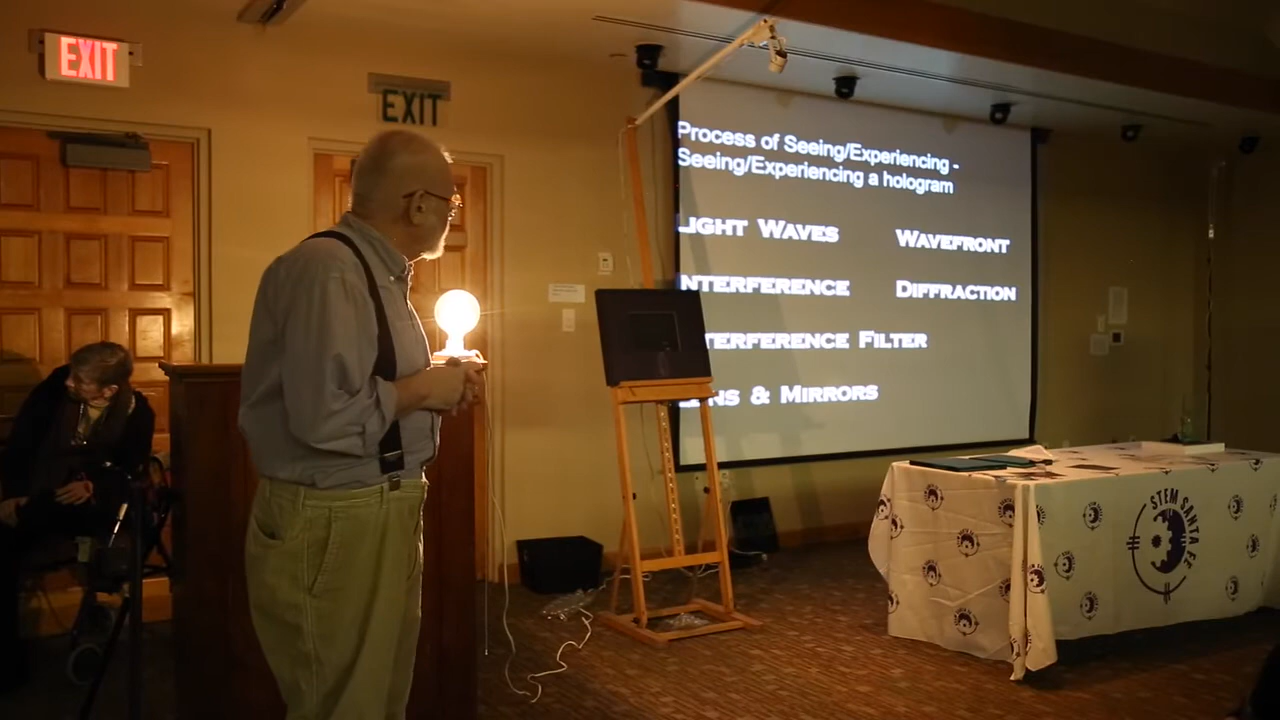 EXIT
EXIT
Process of Seeing/Experiencing -
Seeing/Experiencing a hologram
LIGHT WAVES
WAVEFRONT
NTERFERENCE
DIFFRACTION
TERFERENCE FILTER
& MIRRORS
STEM SANTA FE